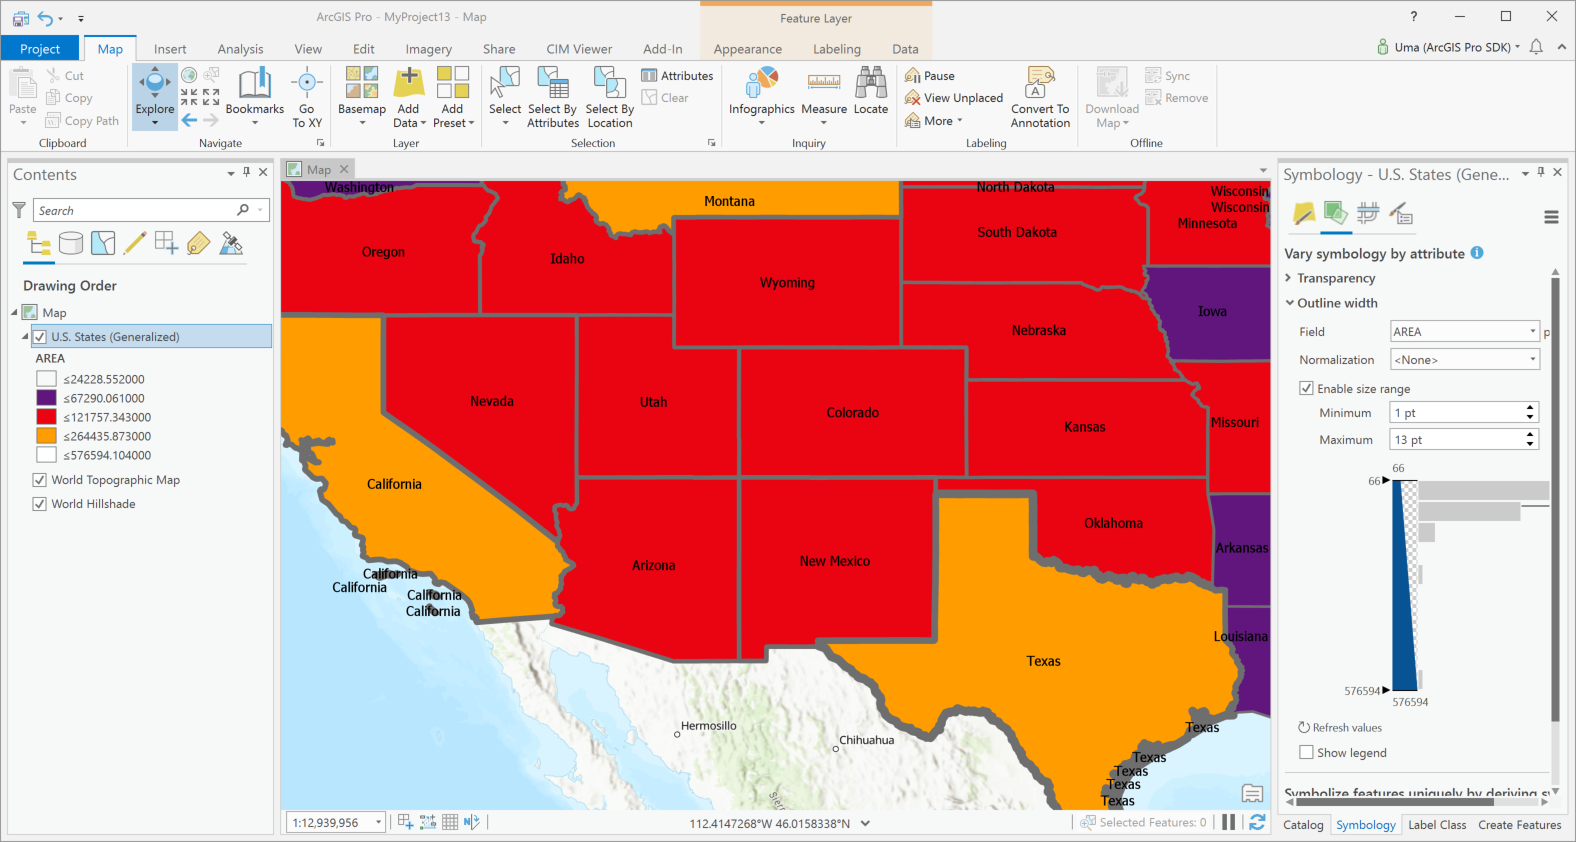 ArcGIS Pro - MyProject13 - Map
Feature Layer
?
Project
Map
Insert
Analysis
View
Edit
Imagery
Share
CIM Viewer
Add-In
Appearance
Labeling
Data
Uma (ArcGIS Pro SDK)
Paste
Cut
Copy
Copy Path
Clipboard
Explore
Bookmarks
Go
To XY
Navigate
Basemap
Add
Data
Add
Preset
Layer
Select
Select By
Attributes
Select By
Location
Attributes
Clear
Selection
Infographics
Measure
Locate
Inquiry
Pause
View Unplaced
More
Convert To
Annotation
Labeling
Download
Map
Sync
Remove
Offline
Contents
Search
Drawing Order
Map
U.S. States (Generalized)
AREA
≤24228.552000
≤67290.061000
≤121757.343000
≤264435.873000
≤576594.104000
World Topographic Map
World Hillshade
Map
Washington
Montana
North Dakota
Wisconsin
Wisconsin
Minnesota
Oregon
Idaho
South Dakota
Wyoming
Iowa
Nebraska
Nevada
Utah
Colorado
Kansas
Missouri
California
Oklahoma
Arkansas
Arizona
New Mexico
California
California
California
California
Louisiana
Texas
Hermosillo
Chihuahua
Texas
Texas
Texas
Texas
Texas
1:12,939,956
112.4147268°W 46.0158338°N
Selected Features: 0
Symbology - U.S. States (Gene...
Vary symbology by attribute
Transparency
Outline width
Field
AREA
p
Normalization
<None>
Enable size range
Minimum
1 pt
Maximum
13 pt
66
66
576594
576594
Refresh values
Show legend
Symbolize features uniquely by deriving sy
Catalog
Symbology
Label Class
Create Features